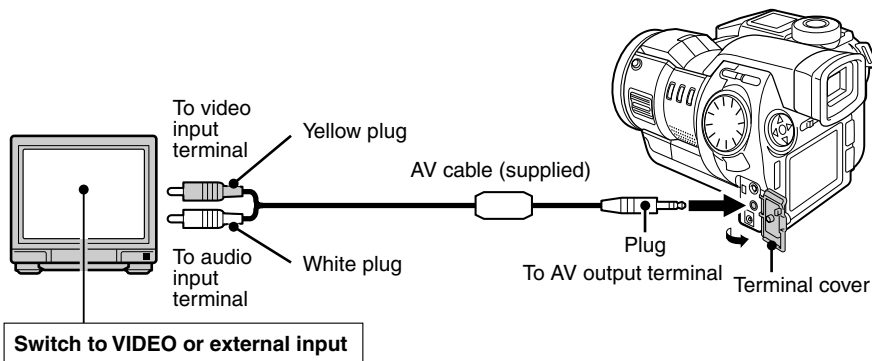 To video
input
terminal
Yellow plug
AV cable (supplied)
To audio
input
terminal
White plug
Plug
To AV output terminal
Terminal cover
Switch to VIDEO or external input